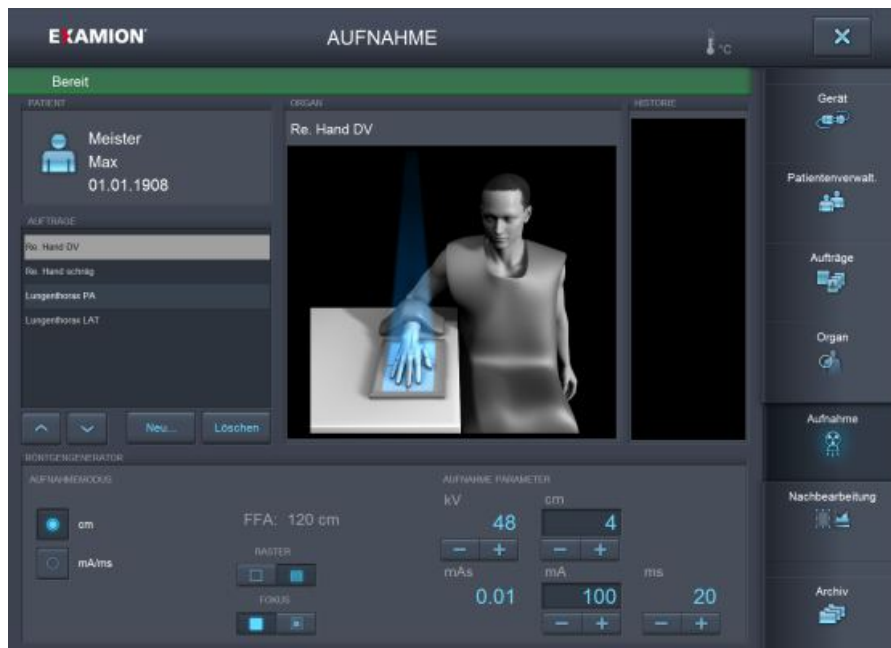 EXAMION
AUFNAHME
°C
Bereit
PATIENT
Meister
Max
01.01.1908
AUFTRÄGE
Re. Hand DV
Re. Hand schräg
Lungenthorax PA
Lungenthorax LAT
Neu...
Löschen
ORGAN
Re. Hand DV
HISTORIE
RÖNTGENGENERATOR
AUFNAHMEMODUS
cm
mA/ms
FFA: 120 cm
RASTER
FOKUS
AUFNAHME PARAMETER
kV cm
48 4
- + - +
mAs mA ms
0.01 100 20
- + - +
Gerät
Patientenverwalt.
Aufträge
Organ
Aufnahme
Nachbearbeitung
Archiv